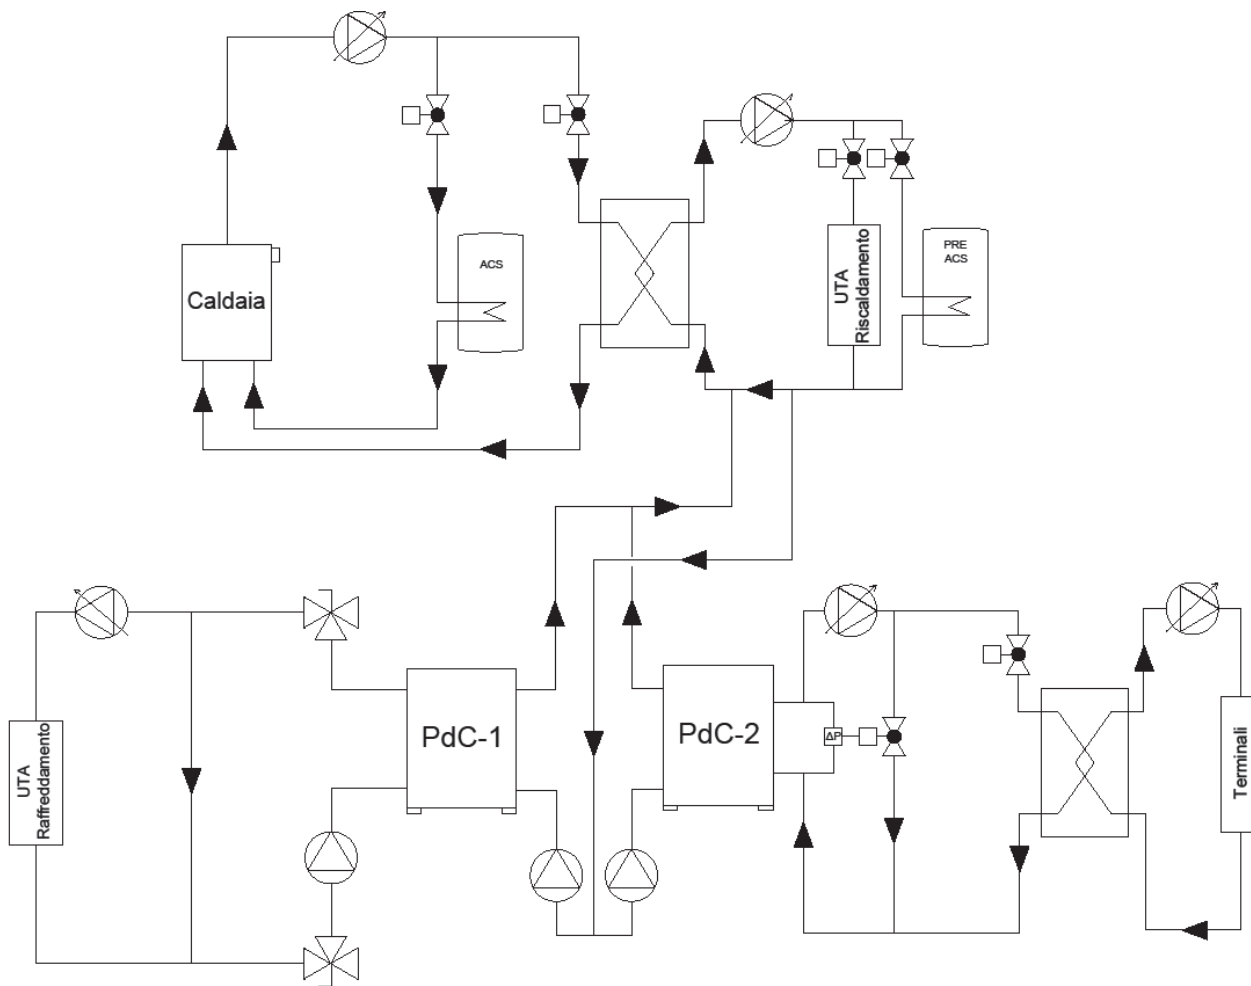 ACS
PRE
ACS
Caldaia
UTA
Riscaldamento
PdC-1
PdC-2
ΔP
UTA
Raffreddamento
Terminali